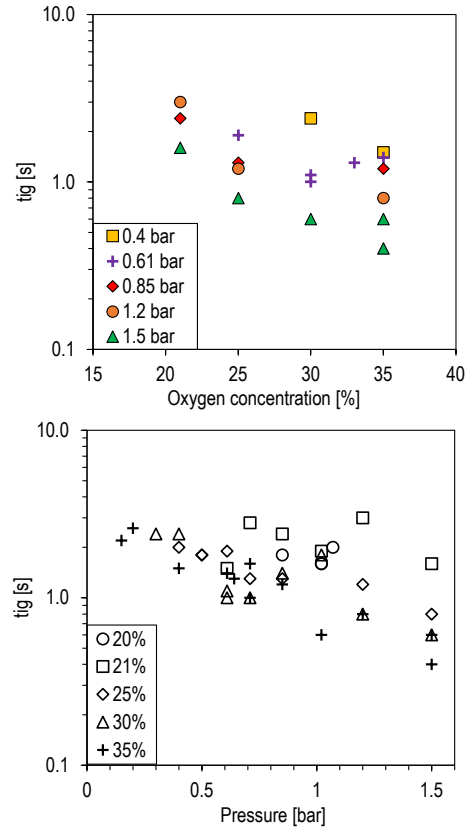 10.0
1.0
0.1
tig [s]
0.4 bar
0.61 bar
0.85 bar
1.2 bar
1.5 bar
15 20 25 30 35 40
Oxygen concentration [%]
10.0
1.0
0.1
tig [s]
20%
21%
25%
30%
35%
0 0.5 1 1.5
Pressure [bar]